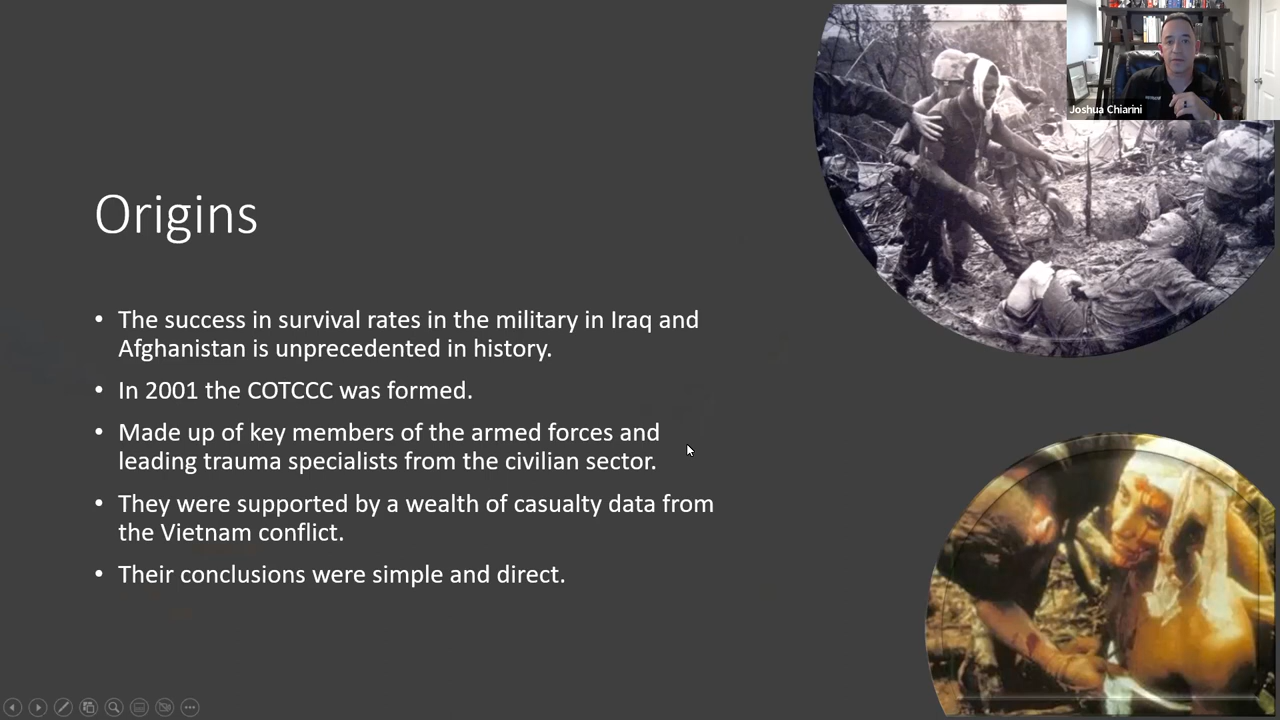 Joshua Chiarini
Origins
• The success in survival rates in the military in Iraq and
Afghanistan is unprecedented in history.
• In 2001 the COTCCC was formed.
• Made up of key members of the armed forces and
leading trauma specialists from the civilian sector.
• They were supported by a wealth of casualty data from
the Vietnam conflict.
• Their conclusions were simple and direct.